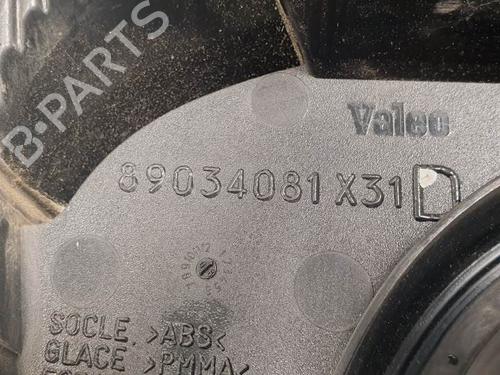 B-PARTS
Valeo
89034081 X31 D
SOCLE. >ABS<
GLACE >PMMA<